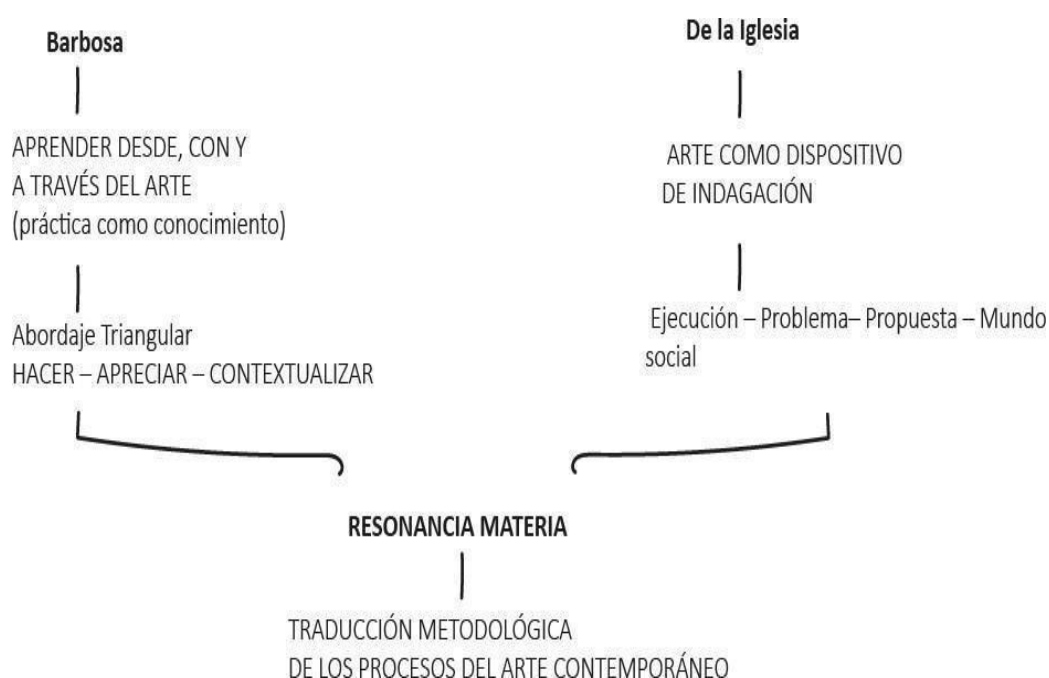 Barbosa
APRENDER DESDE, CON Y
A TRAVÉS DEL ARTE
(práctica como conocimiento)
Abordaje Triangular
HACER – APRECIAR – CONTEXTUALIZAR
De la Iglesia
ARTE COMO DISPOSITIVO
DE INDAGACIÓN
Ejecución – Problema– Propuesta – Mundo
social
RESONANCIA MATERIA
TRADUCCIÓN METODOLÓGICA
DE LOS PROCESOS DEL ARTE CONTEMPORÁNEO